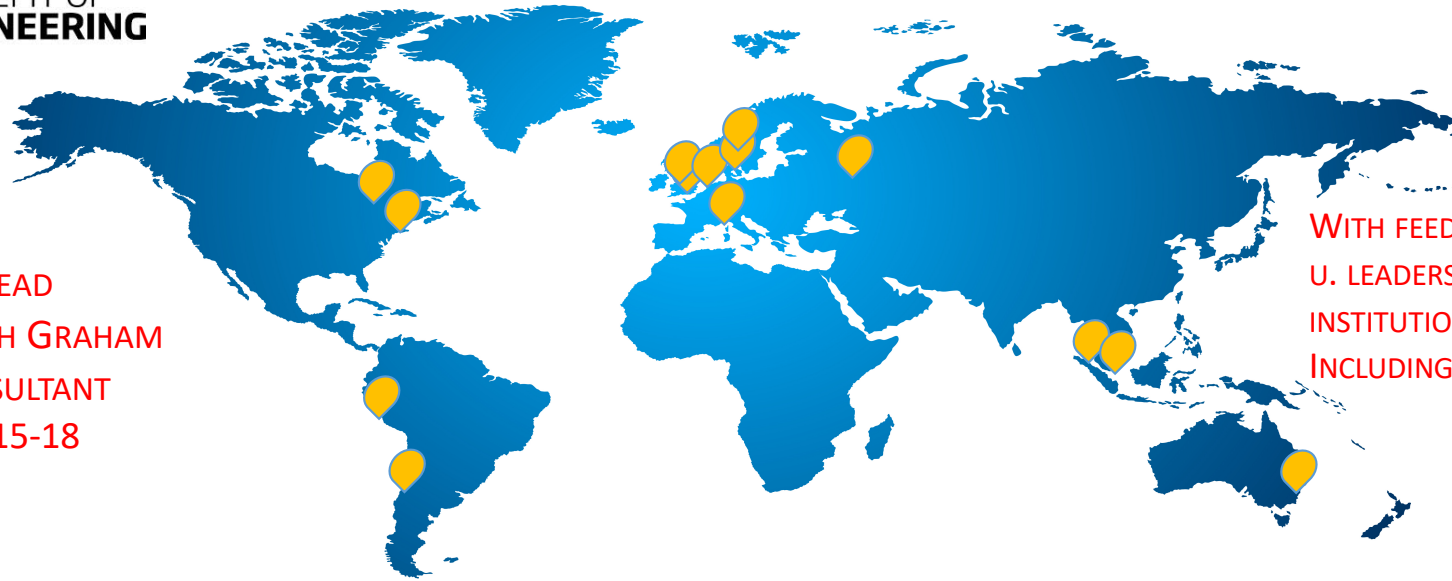 NEERING
EAD
H GRAHAM
SULTANT
15-18
WITH FEED
U. LEADERS
INSTITUTIO
INCLUDING